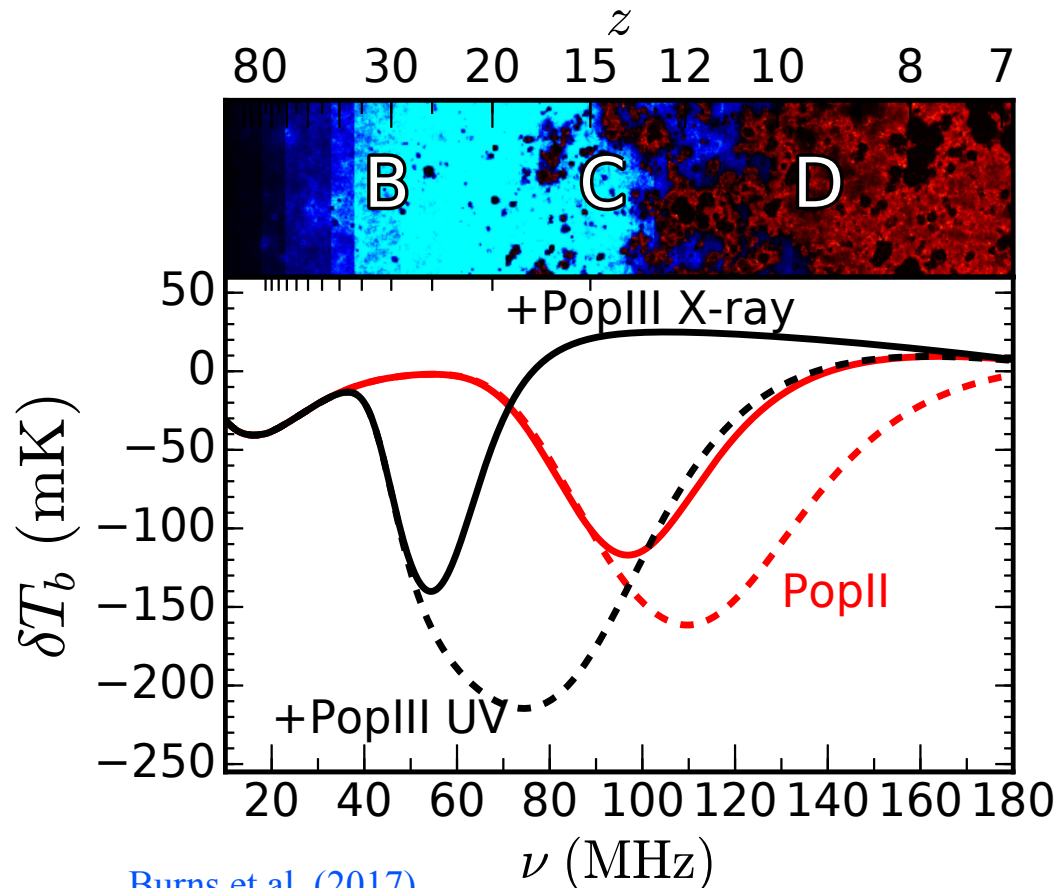 z
80 30 20 15 12 10 8 7
B C D
50
+PopIII X-ray
0
−50
−100
PopII
−150
−200
+PopIII UV
−250
δT_b (mK)
20 40 60 80 100 120 140 160 180
ν (MHz)
Burns et al. (2017)